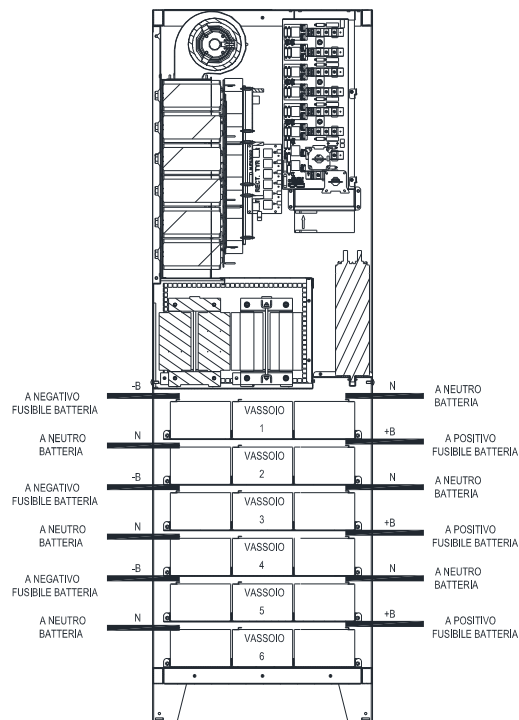 RECT. TYR
-B
N
A NEGATIVO
FUSIBILE BATTERIA
A NEUTRO
BATTERIA
VASSOIO
1
A NEUTRO
BATTERIA
N
+B
A POSITIVO
FUSIBILE BATTERIA
VASSOIO
2
A NEGATIVO
FUSIBILE BATTERIA
-B
N
A NEUTRO
BATTERIA
VASSOIO
3
A NEUTRO
BATTERIA
N
+B
A POSITIVO
FUSIBILE BATTERIA
VASSOIO
4
A NEGATIVO
FUSIBILE BATTERIA
-B
N
A NEUTRO
BATTERIA
VASSOIO
5
A NEUTRO
BATTERIA
N
+B
A POSITIVO
FUSIBILE BATTERIA
VASSOIO
6